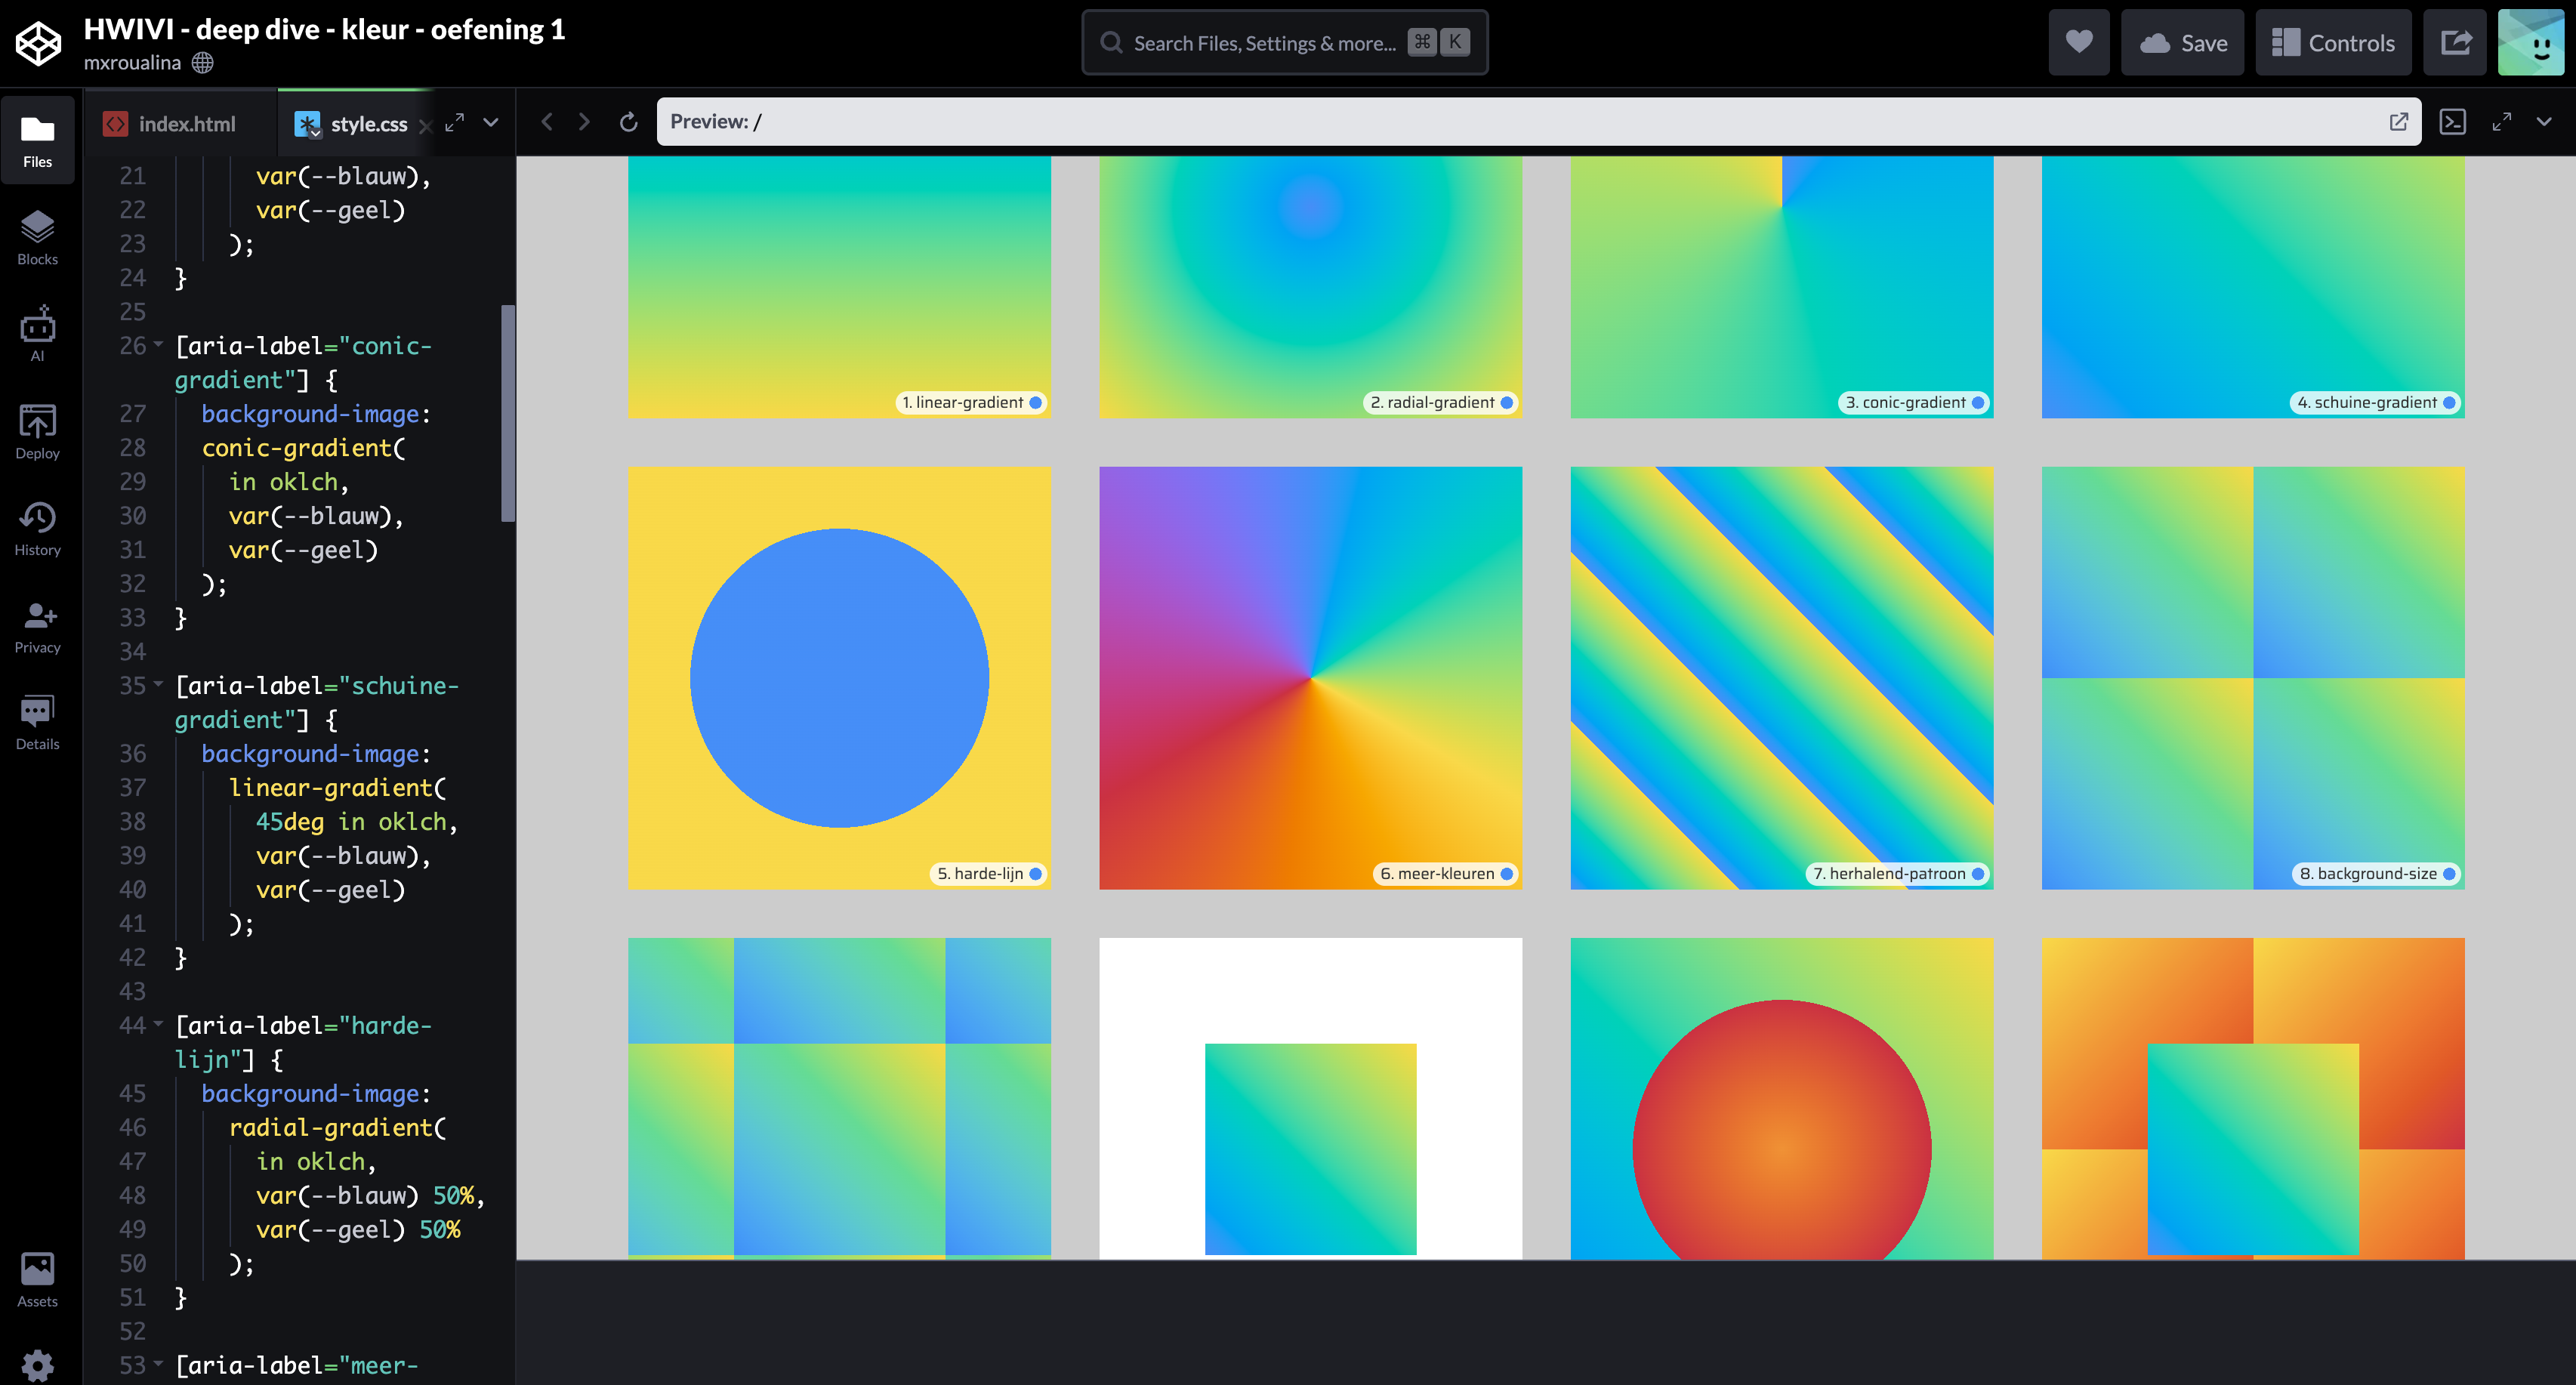 HWIVI - deep dive - kleur - oefening 1
mxroualina
Search Files, Settings & more... ⌘ K
Save
Controls
Files
Blocks
AI
Deploy
History
Privacy
Details
Assets
index.html
style.css
Preview: /
21 var(--blauw),
22 var(--geel)
23 );
24 }
25
26 [aria-label="conic-
gradient"] {
27 background-image:
28 conic-gradient(
29 in oklch,
30 var(--blauw),
31 var(--geel)
32 );
33 }
34
35 [aria-label="schuine-
gradient"] {
36 background-image:
37 linear-gradient(
38 45deg in oklch,
39 var(--blauw),
40 var(--geel)
41 );
42 }
43
44 [aria-label="harde-
lijn"] {
45 background-image:
46 radial-gradient(
47 in oklch,
48 var(--blauw) 50%,
49 var(--geel) 50%
50 );
51 }
52
53 [aria-label="meer-
1. linear-gradient
2. radial-gradient
3. conic-gradient
4. schuine-gradient
5. harde-lijn
6. meer-kleuren
7. herhalend-patroon
8. background-size